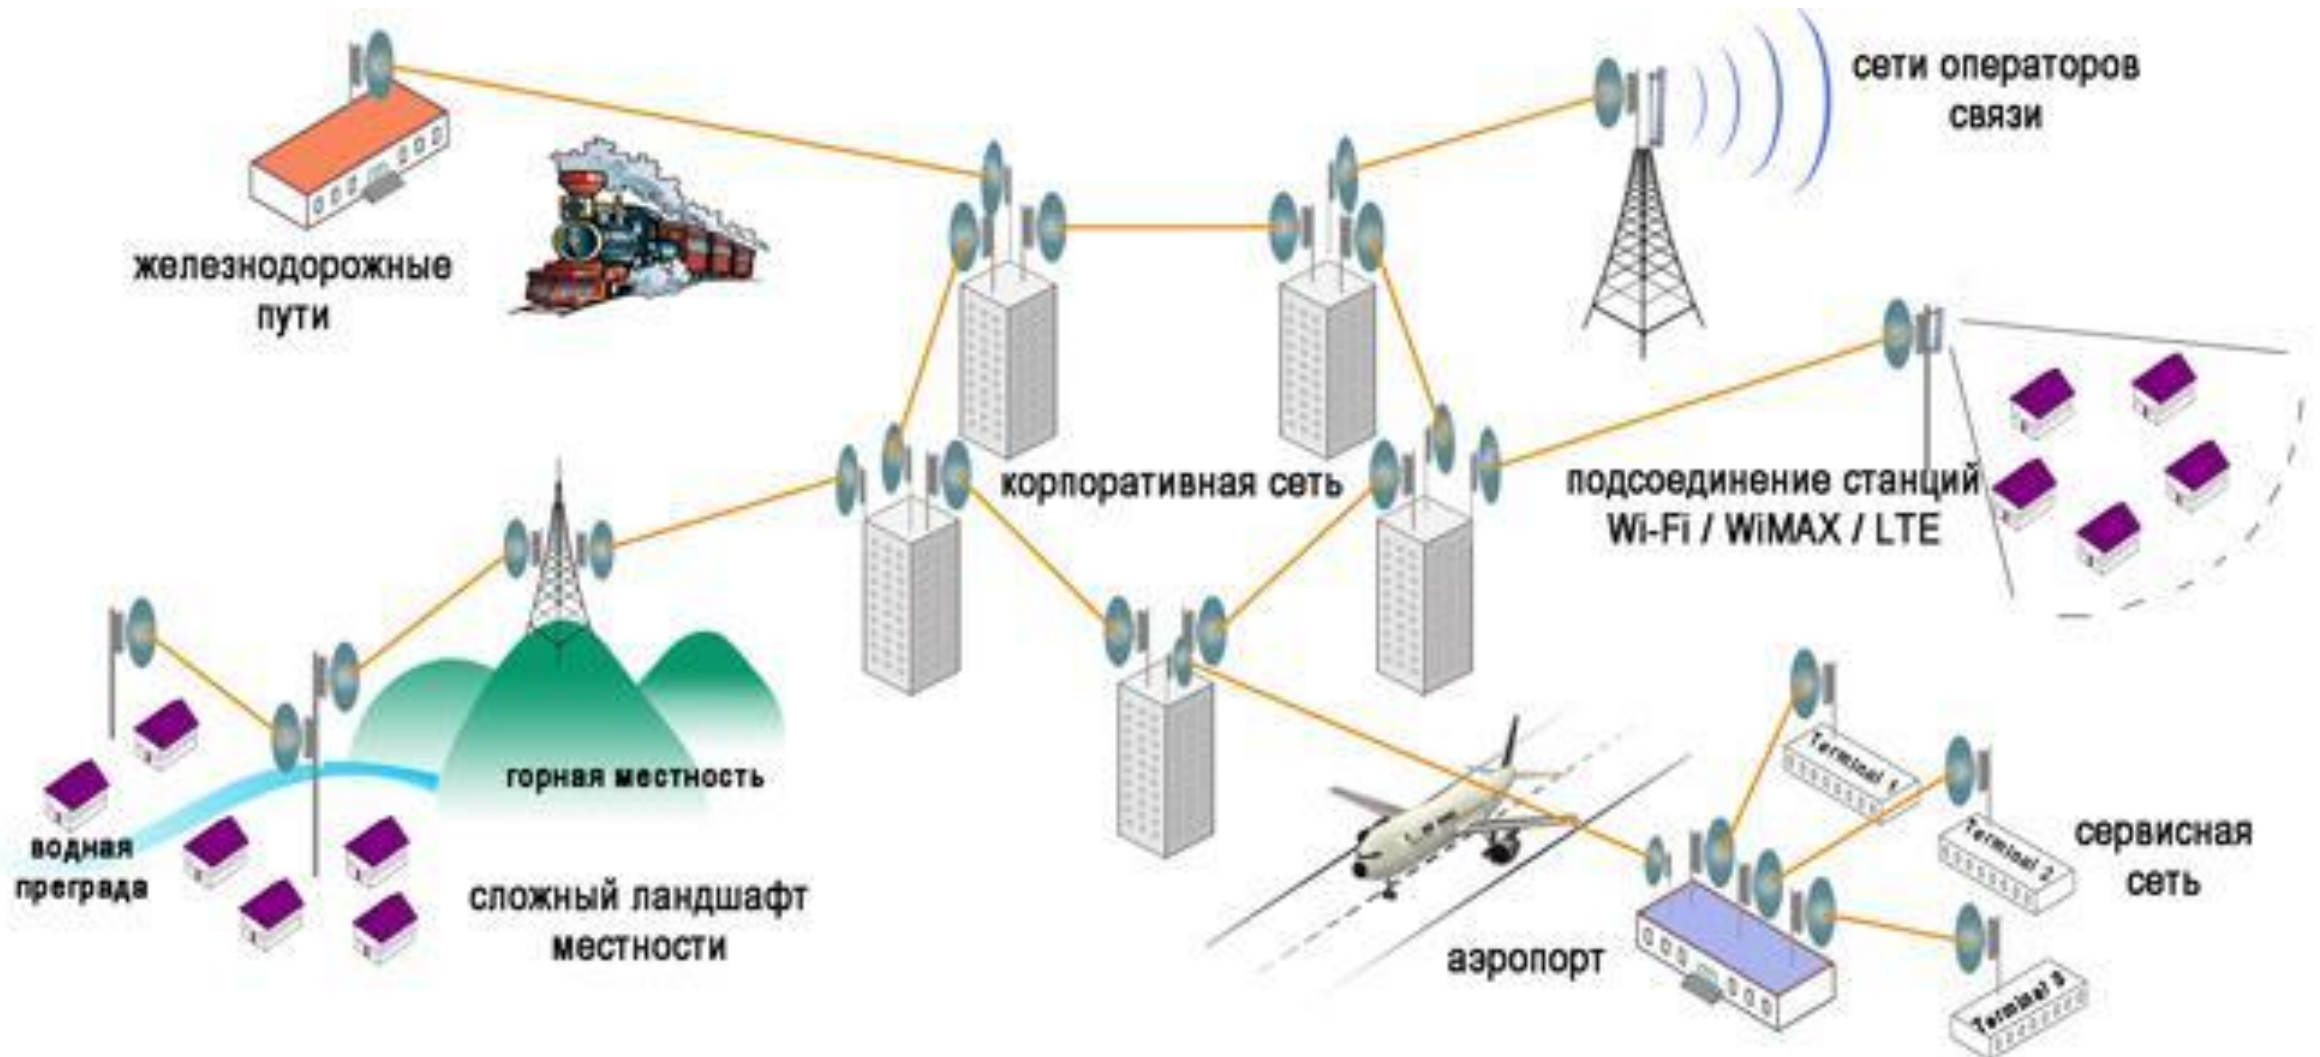 сети операторов
связи
железнодорожные
пути
корпоративная сеть
подсоединение станций
Wi-Fi / WiMAX / LTE
горная местность
водная
преграда
сложный ландшафт
местности
Terminal 1
Terminal 2
Terminal 3
сервисная
сеть
аэропорт